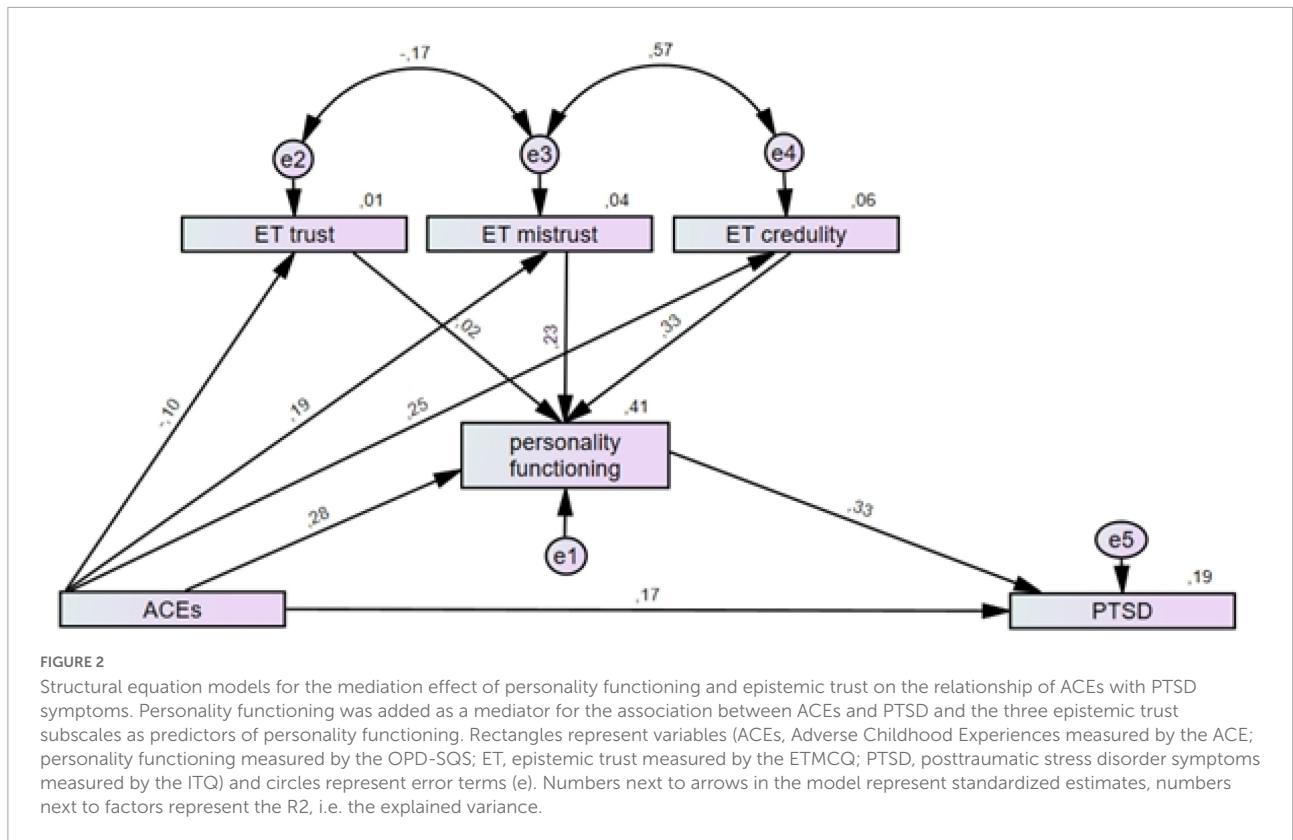 -,17
,57
e2
e3
e4
,01
,04
,06
ET trust
ET mistrust
ET credulity
,02
,23
,33
-,10
,19
,25
,41
personality
functioning
,28
,33
e1
e5
,19
ACEs
,17
PTSD
FIGURE 2
Structural equation models for the mediation effect of personality functioning and epistemic trust on the relationship of ACEs with PTSD
symptoms. Personality functioning was added as a mediator for the association between ACEs and PTSD and the three epistemic trust
subscales as predictors of personality functioning. Rectangles represent variables (ACEs, Adverse Childhood Experiences measured by the ACE;
personality functioning measured by the OPD-SQS; ET, epistemic trust measured by the ETMCQ; PTSD, posttraumatic stress disorder symptoms
measured by the ITQ) and circles represent error terms (e). Numbers next to arrows in the model represent standardized estimates, numbers
next to factors represent the R2, i.e. the explained variance.